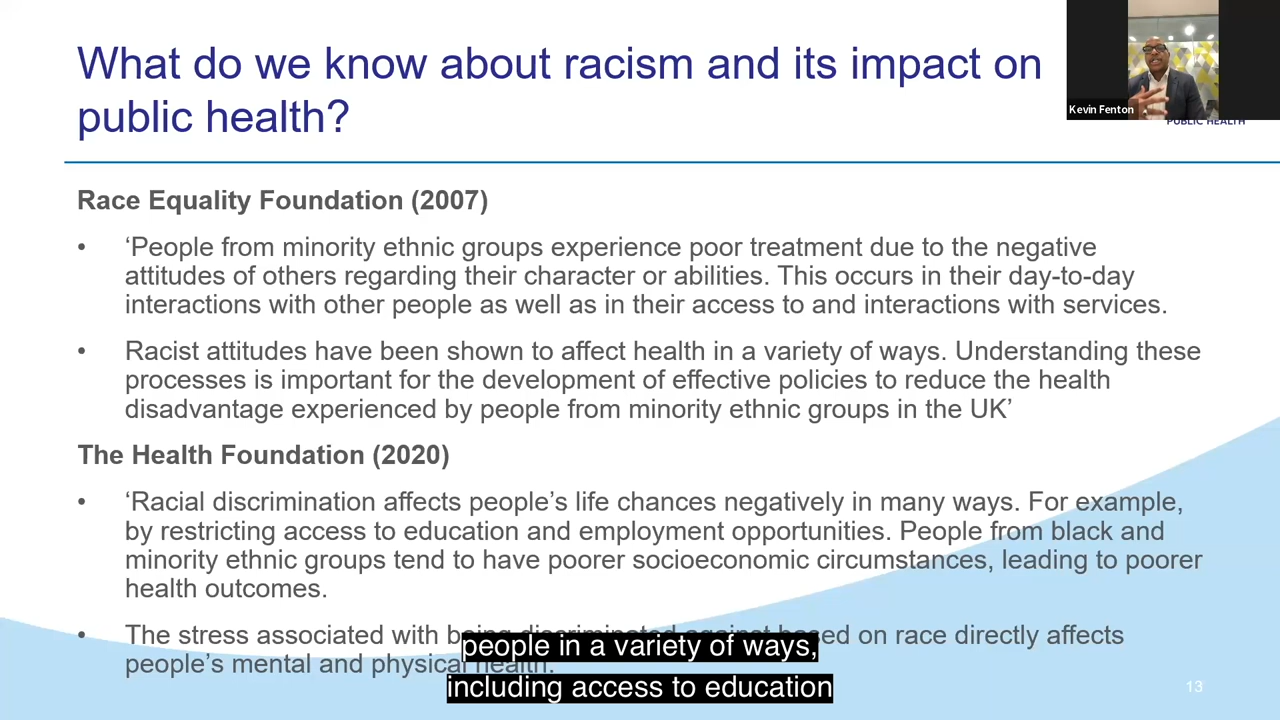 What do we know about racism and its impact on
public health?
Kevin Fenton
PUBLIC HEALTH
Race Equality Foundation (2007)
• ‘People from minority ethnic groups experience poor treatment due to the negative
attitudes of others regarding their character or abilities. This occurs in their day-to-day
interactions with other people as well as in their access to and interactions with services.
• Racist attitudes have been shown to affect health in a variety of ways. Understanding these
processes is important for the development of effective policies to reduce the health
disadvantage experienced by people from minority ethnic groups in the UK’
The Health Foundation (2020)
• ‘Racial discrimination affects people’s life chances negatively in many ways. For example,
by restricting access to education and employment opportunities. People from black and
minority ethnic groups tend to have poorer socioeconomic circumstances, leading to poorer
health outcomes.
• The stress associated with being discriminated against based on race directly affects
people’s mental and physical health.
people in a variety of ways,
including access to education
13